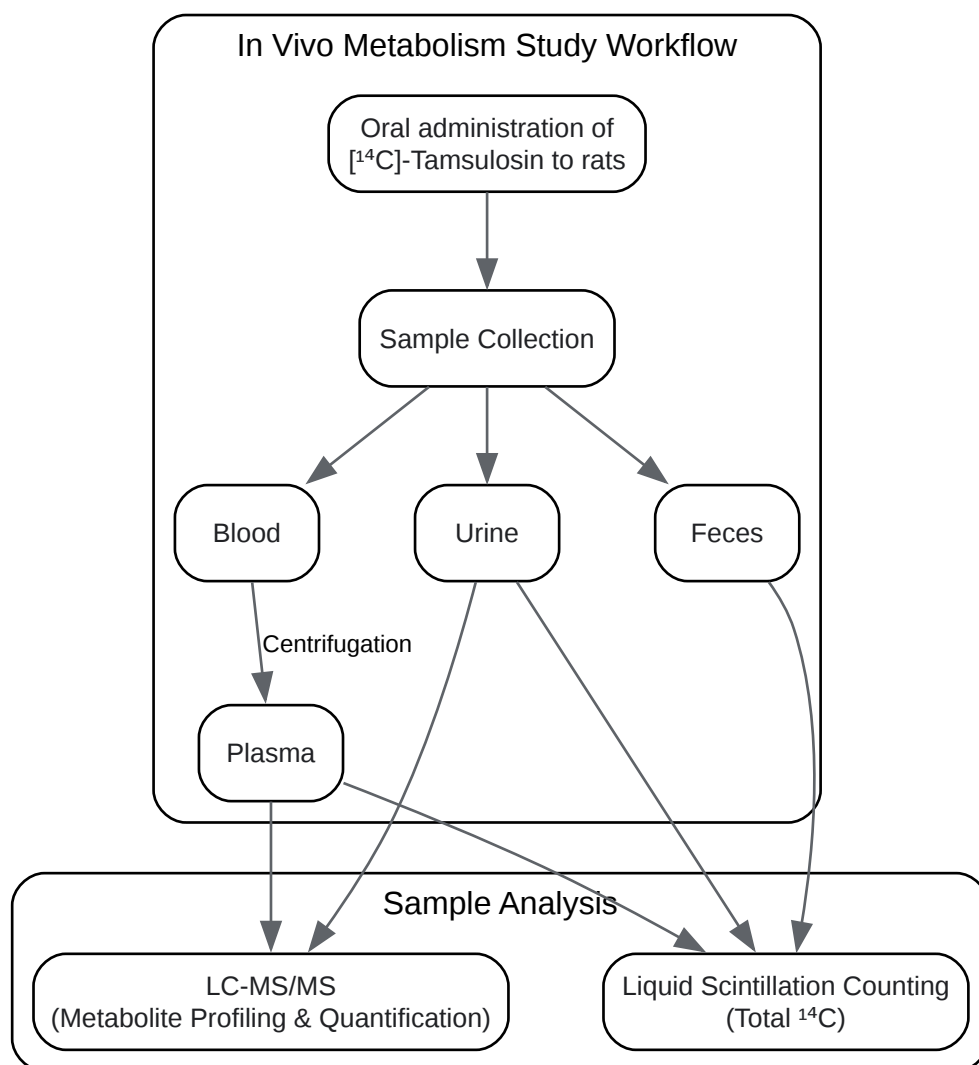 In Vivo Metabolism Study Workflow
Oral administration of
[¹⁴C]-Tamsulosin to rats
Sample Collection
Blood
Urine
Feces
Centrifugation
Plasma
Sample Analysis
LC-MS/MS
(Metabolite Profiling & Quantification)
Liquid Scintillation Counting
(Total ¹⁴C)